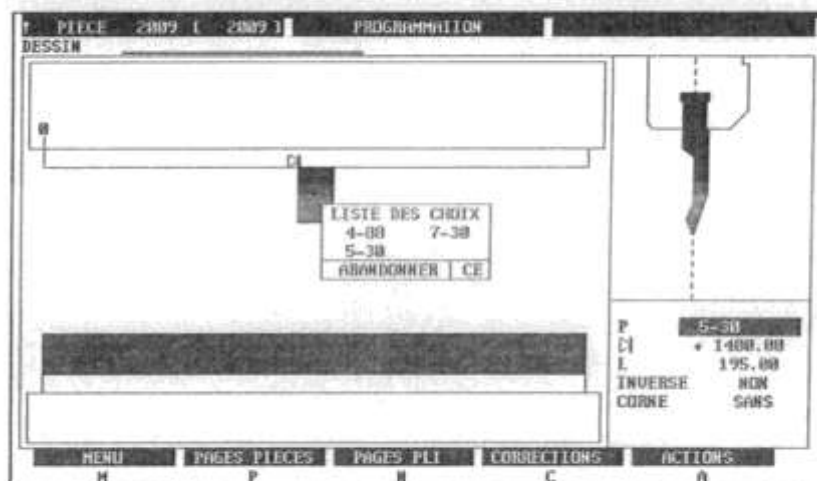 PIECE 2009 [ 2009 ] PROGRAMMATION
DESSIN
0
LISTE DES CHOIX
4-88 7-30
5-30
ABANDONNER CE
P 5-30
+ 1400.00
L 195.00
INVERSE NON
CORNE SANS
MENU PAGES PIECES PAGES PLI CORRECTIONS ACTIONS
M P N C A